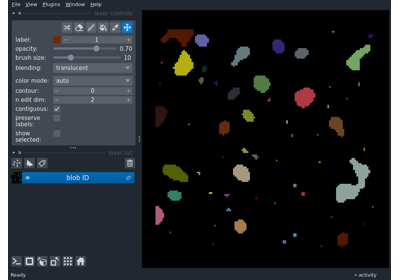 File View Plugins Window Help
layer controls
label: 1
opacity: 0.70
brush size: 10
blending: translucent
color mode: auto
contour: 0
n edit dim: 2
contiguous:
preserve
labels:
show
selected:
layer list
blob ID
Ready
activity